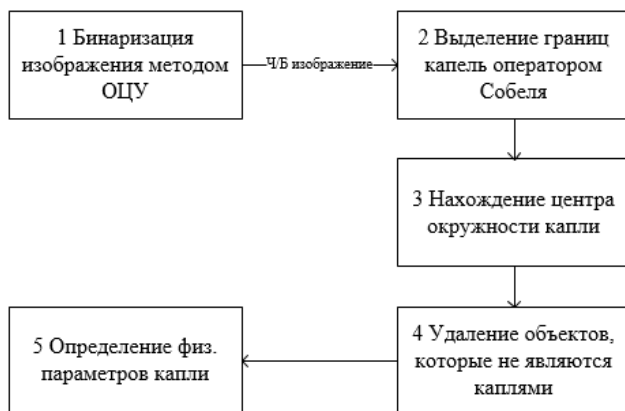 1 Бинаризация
изображения методом
ОЦУ
Ч/Б изображение
2 Выделение границ
капель оператором
Собеля
3 Нахождение центра
окружности капли
4 Удаление объектов,
которые не являются
каплями
5 Определение физ.
параметров капли